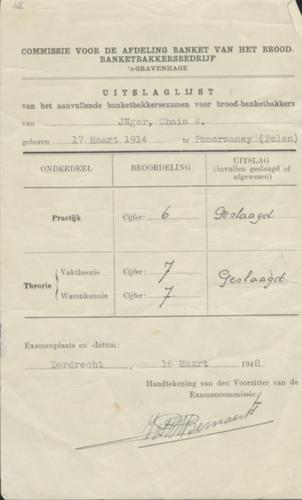 AK
COMMISSIE VOOR DE AFDELING BANKET VAN HET BROOD-
BANKETBAKKERSBEDRIJF
's-GRAVENHAGE
UITSLAGLIJST
van het aanvullende banketbakkersexamen voor brood-banketbakkers
van Jäger, Chaim S.
geboren 17 Maart 1914 te Pomorzaney (Polen)
ONDERDEEL BEOORDELING UITSLAG
(invullen geslaagd of
afgewezen)
Praktijk Cijfer: 6 Geslaagd
Theorie Vaktheorie Cijfer: 7 Geslaagd
Warenkennis Cijfer: 7.
Examenplaats en -datum:
Dordrecht, 16 Maart 1948.
Handtekening van den Voorzitter van de
Examencommissie